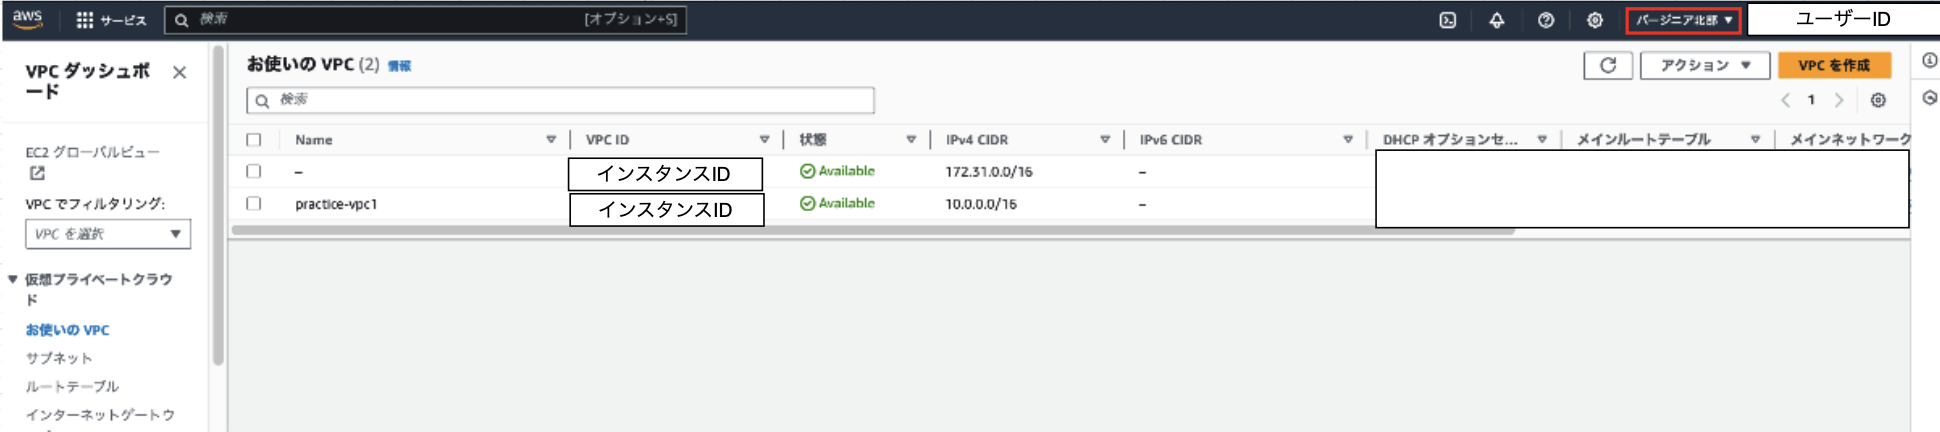 aws サービス 検索 [オプション+S] バージニア北部 ▼ ユーザーID
VPC ダッシュボ
ード
EC2 グローバルビュー
VPC でフィルタリング:
VPC を選択 ▼
▼ 仮想プライベートクラウ
ド
お使いの VPC
サブネット
ルートテーブル
インターネットゲートウ
お使いの VPC (2) 情報
アクション ▼ VPC を作成
検索
1
Name VPC ID 状態 IPv4 CIDR IPv6 CIDR DHCP オプションセ... メインルートテーブル メインネットワーク
– インスタンスID Available 172.31.0.0/16 –
practice-vpc1 インスタンスID Available 10.0.0.0/16 –